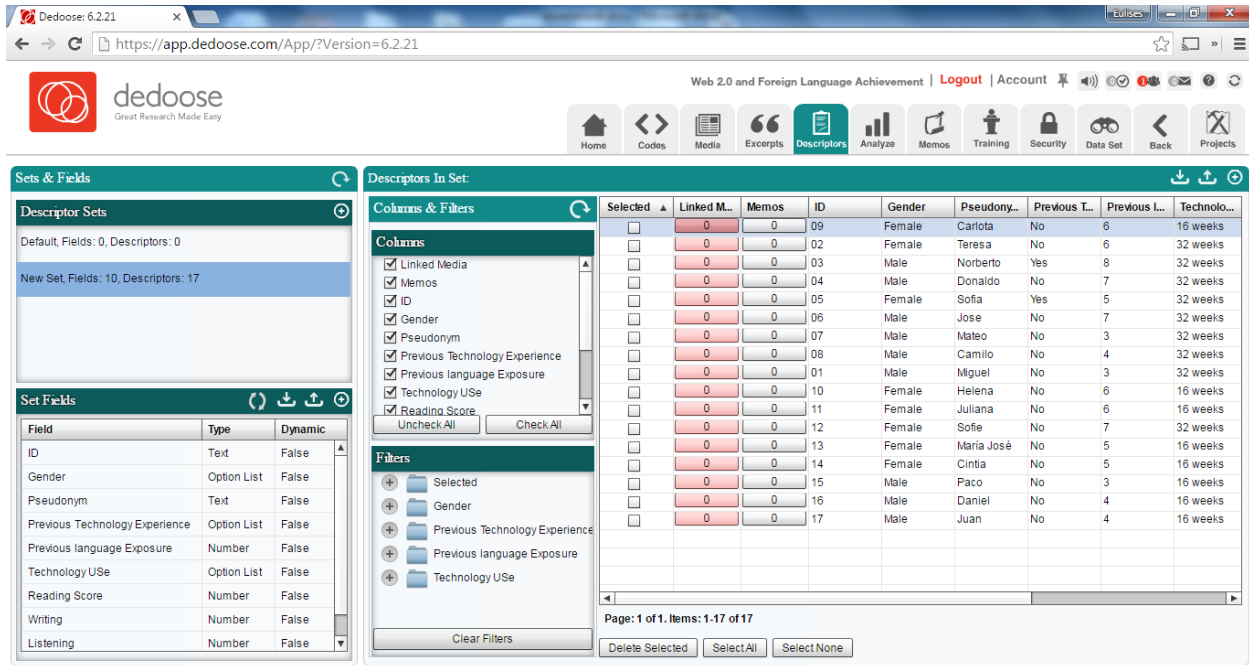 Dedoose: 6.2.21
Eulises
https://app.dedoose.com/App/?Version=6.2.21
dedoose
Great Research Made Easy
Web 2.0 and Foreign Language Achievement | Logout | Account
Home Codes Media Excerpts Descriptors Analyze Memos Training Security Data Set Back Projects
Sets & Fields
Descriptor Sets
Default, Fields: 0, Descriptors: 0
New Set, Fields: 10, Descriptors: 17
Set Fields
Field Type Dynamic
ID Text False
Gender Option List False
Pseudonym Text False
Previous Technology Experience Option List False
Previous language Exposure Number False
Technology USe Option List False
Reading Score Number False
Writing Number False
Listening Number False
Descriptors In Set:
Columns & Filters
Columns
Linked Media
Memos
ID
Gender
Pseudonym
Previous Technology Experience
Previous language Exposure
Technology USe
Reading Score
Uncheck All Check All
Filters
Selected
Gender
Previous Technology Experience
Previous language Exposure
Technology USe
Clear Filters
Selected Linked M... Memos ID Gender Pseudony... Previous T... Previous l... Technolo...
0 0 09 Female Carlota No 6 16 weeks
0 0 02 Female Teresa No 6 32 weeks
0 0 03 Male Norberto Yes 8 32 weeks
0 0 04 Male Donaldo No 7 32 weeks
0 0 05 Female Sofia Yes 5 32 weeks
0 0 06 Male Jose No 7 32 weeks
0 0 07 Male Mateo No 3 32 weeks
0 0 08 Male Camilo No 4 32 weeks
0 0 01 Male Miguel No 3 32 weeks
0 0 10 Female Helena No 6 16 weeks
0 0 11 Female Juliana No 6 16 weeks
0 0 12 Female Sofie No 7 32 weeks
0 0 13 Female María José No 5 16 weeks
0 0 14 Female Cintia No 5 16 weeks
0 0 15 Male Paco No 3 16 weeks
0 0 16 Male Daniel No 4 16 weeks
0 0 17 Male Juan No 4 16 weeks
Page: 1 of 1. Items: 1-17 of 17
Delete Selected Select All Select None